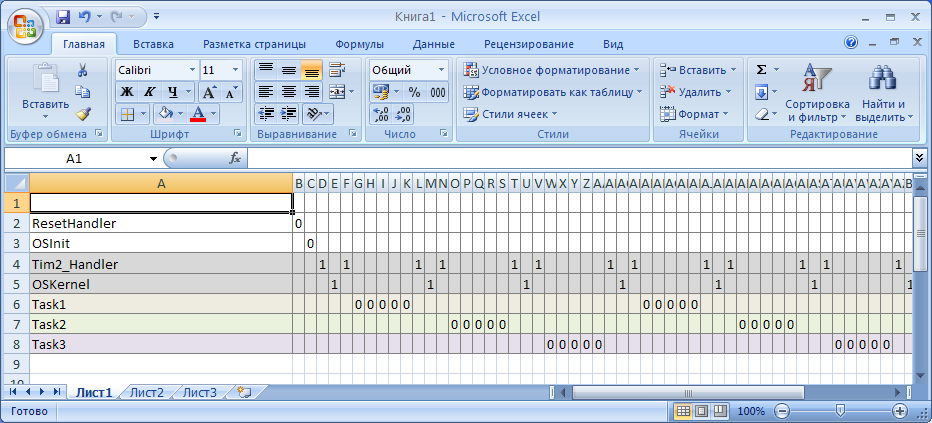 Книга1 - Microsoft Excel
Главная Вставка Разметка страницы Формулы Данные Рецензирование Вид
Вставить Calibri 11 Общий Условное форматирование Вставить Σ
Ж К Ч А А % 000 Форматировать как таблицу Удалить Сортировка и фильтр Найти и выделить
Стили ячеек Формат
Буфер обмена Шрифт Выравнивание Число Стили Ячейки Редактирование
A1 fx
A B C D E F G H I J K L M N O P Q R S T U V W X Y Z
1
2 ResetHandler 0
3 OSInit 0
4 Tim2_Handler 1 1 1 1 1 1 1 1 1 1 1 1 1
5 OSKernel 1 1 1 1 1 1 1
6 Task1 0 0 0 0 0 0 0 0 0 0
7 Task2 0 0 0 0 0 0 0 0 0 0
8 Task3 0 0 0 0 0 0 0 0 0 0
9
10
Лист1 Лист2 Лист3
Готово 100%